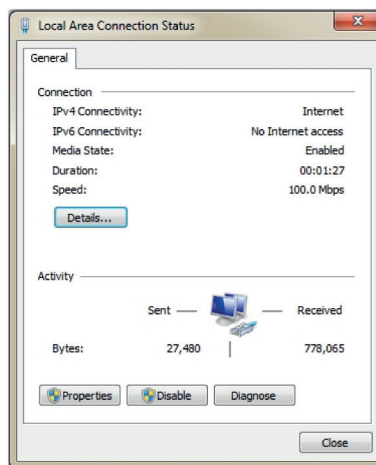 Local Area Connection Status
General
Connection
IPv4 Connectivity: Internet
IPv6 Connectivity: No Internet access
Media State: Enabled
Duration: 00:01:27
Speed: 100.0 Mbps
Details...
Activity
Sent Received
Bytes: 27,480 778,065
Properties Disable Diagnose
Close